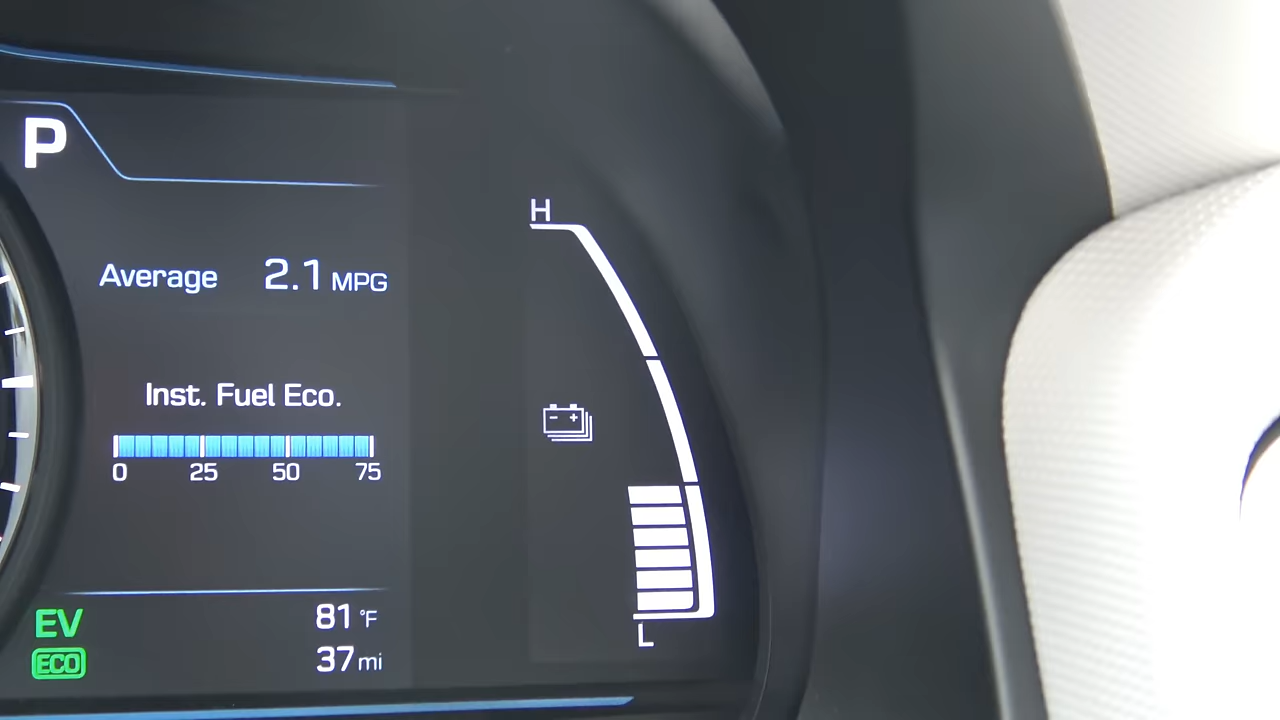 P
Average 2.1 MPG
Inst. Fuel Eco.
0 25 50 75
EV
ECO
81 °F
37 mi
H
- +
L